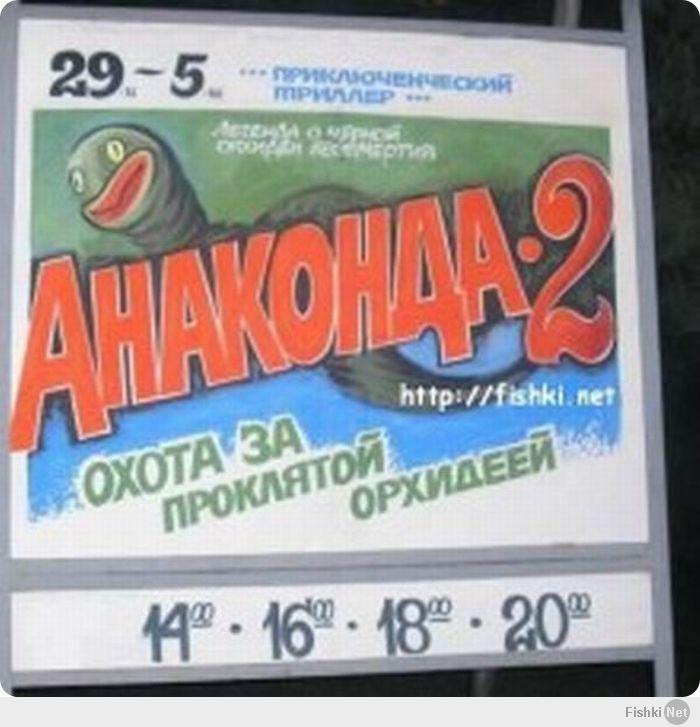 29 - 5 ... ПРИКЛЮЧЕНЧЕСКИЙ
ТРИЛЛЕР ...
ЛЕГЕНДА О ЧЁРНОЙ
ОРХИДЕИ БЕССМЕРТИЯ
АНАКОНДА-2
http://fishki.net
ОХОТА ЗА
ПРОКЛЯТОЙ
ОРХИДЕЕЙ
14⁰⁰ · 16⁰⁰ · 18⁰⁰ · 20⁰⁰
Fishki Net